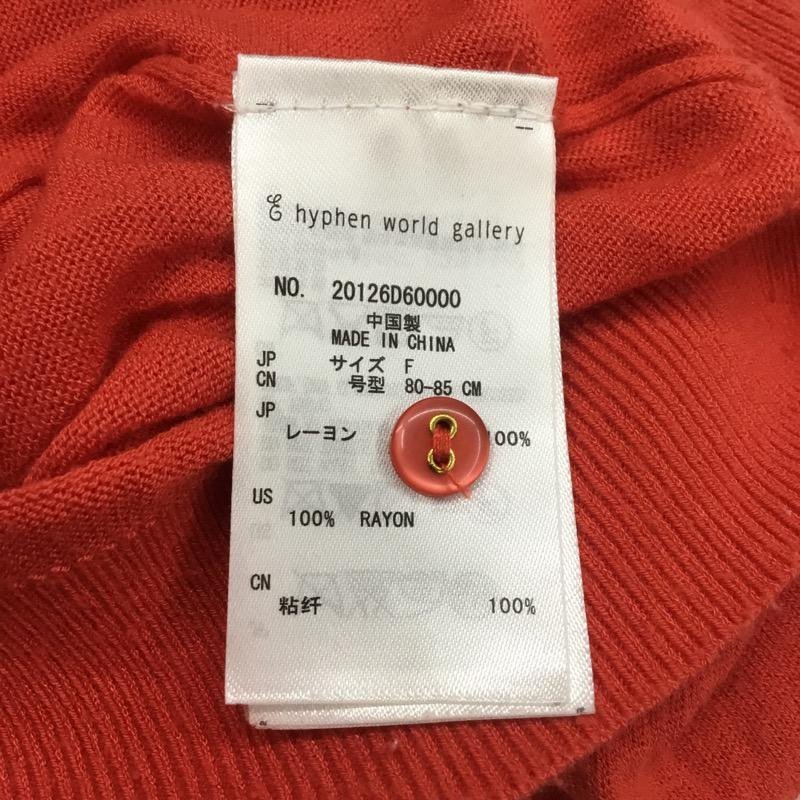 E hyphen world gallery
NO. 20126D60000
中国製
MADE IN CHINA
JP サイズ F
CN 号型 80-85 CM
JP
レーヨン 100%
US
100% RAYON
CN
粘纤 100%